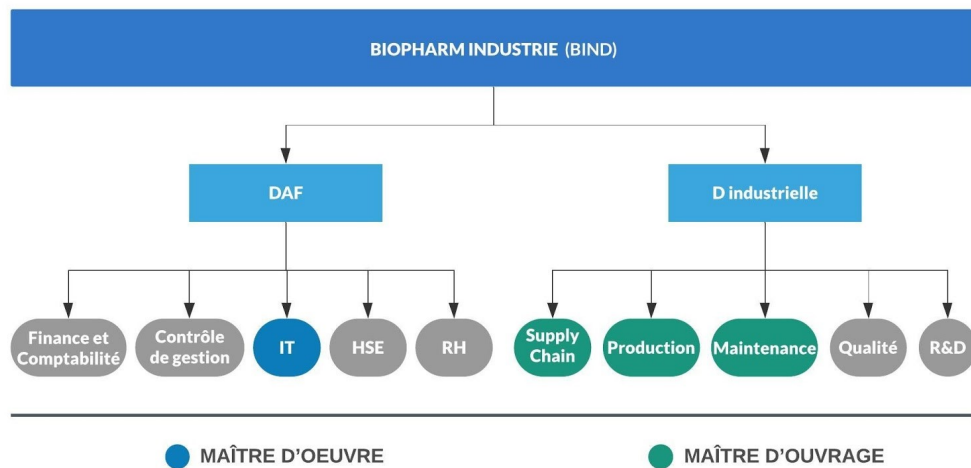 BIOPHARM INDUSTRIE (BIND)
DAF
D industrielle
Finance et
Comptabilité
Contrôle
de gestion
IT
HSE
RH
Supply
Chain
Production
Maintenance
Qualité
R&D
MAÎTRE D'OEUVRE
MAÎTRE D'OUVRAGE